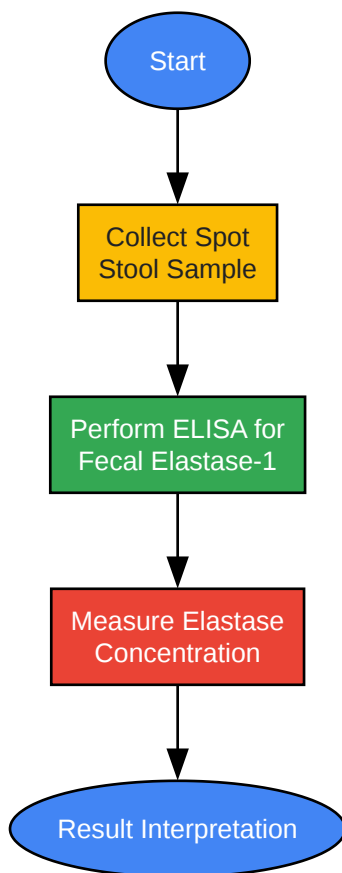 Start
Collect Spot
Stool Sample
Perform ELISA for
Fecal Elastase-1
Measure Elastase
Concentration
Result Interpretation